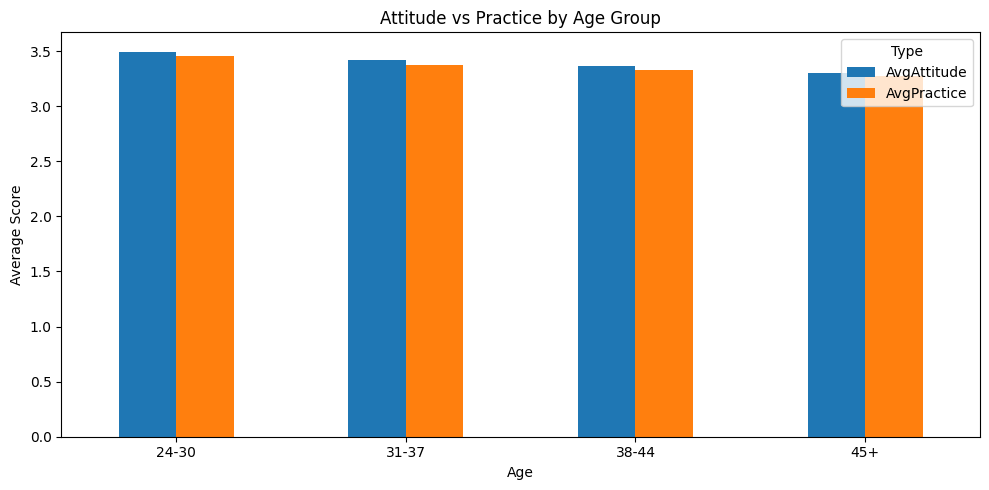 Attitude vs Practice by Age Group
Type
AvgAttitude
AvgPractice
Average Score
3.5
3.0
2.5
2.0
1.5
1.0
0.5
0.0
24-30
31-37
38-44
45+
Age